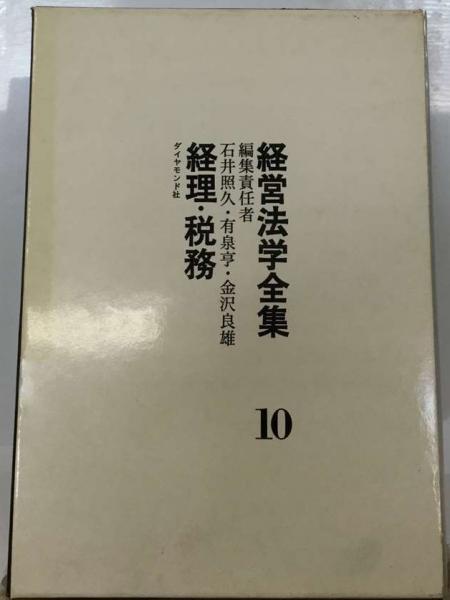 経営法学全集
10
編集責任者
石井照久・有泉亨・金沢良雄
経理・税務
ダイヤモンド社